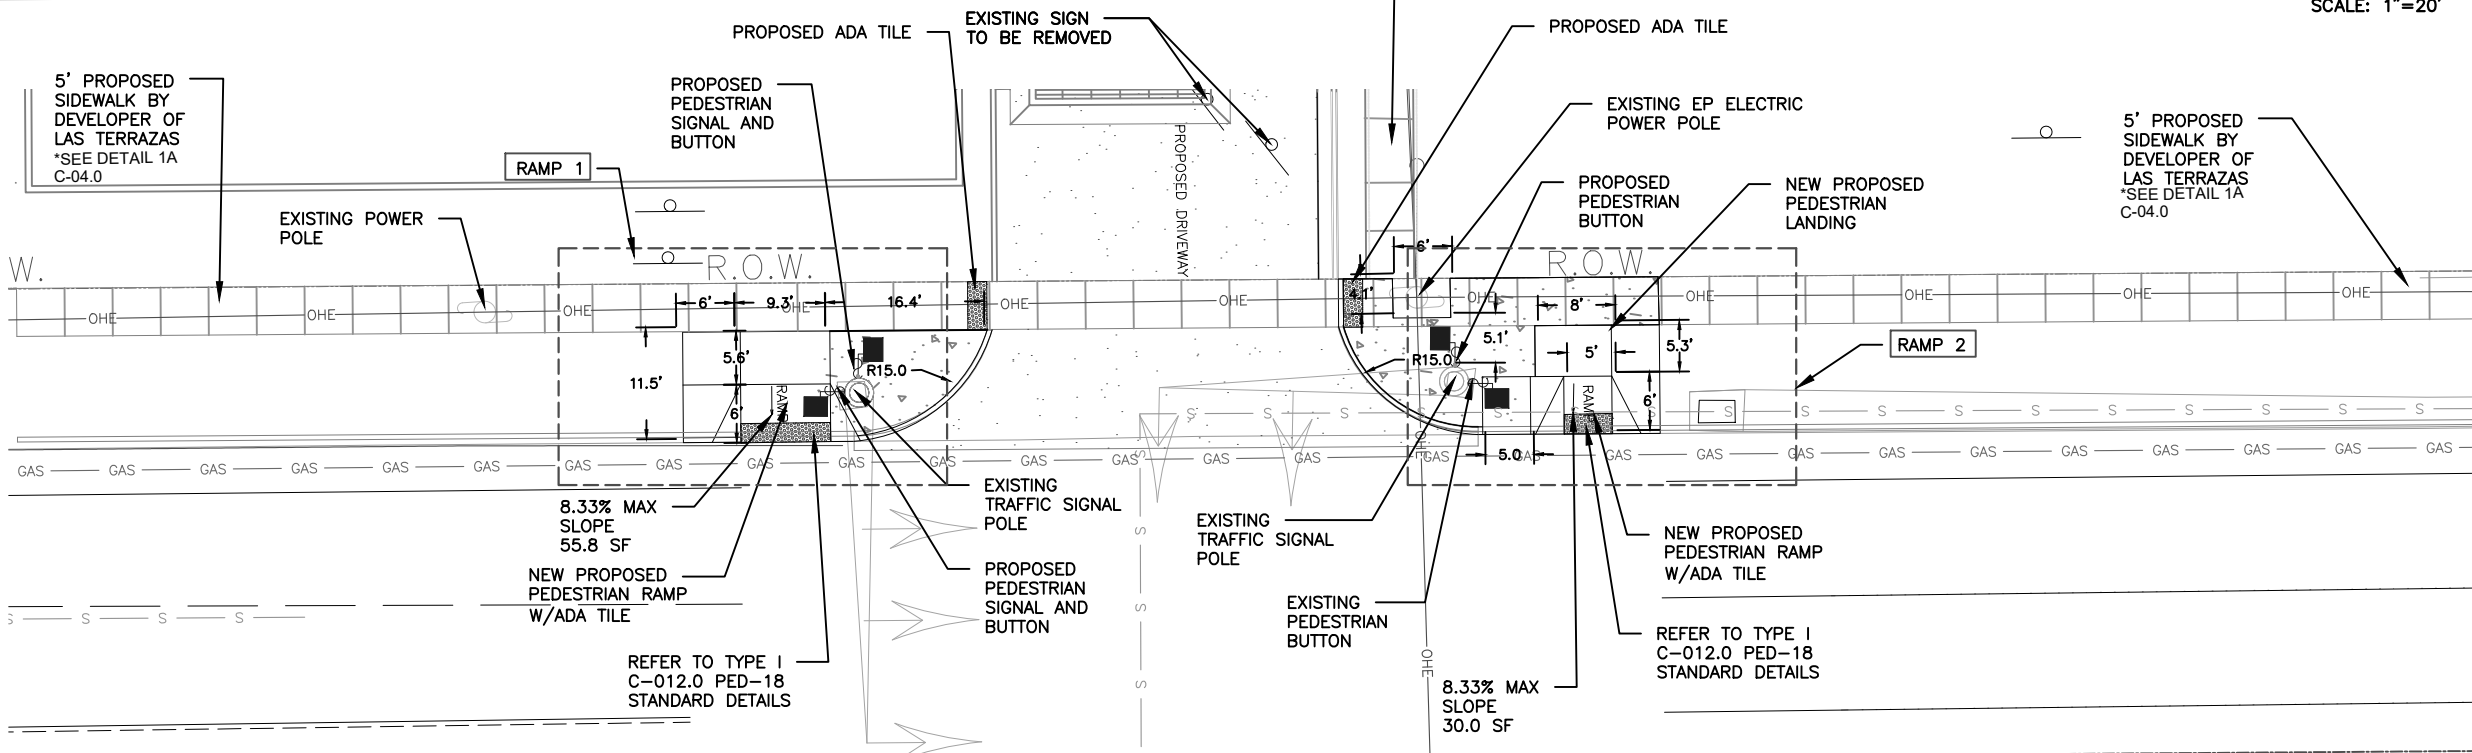 SCALE: 1"=20'
PROPOSED ADA TILE
EXISTING SIGN
TO BE REMOVED
PROPOSED ADA TILE
5' PROPOSED
SIDEWALK BY
DEVELOPER OF
LAS TERRAZAS
*SEE DETAIL 1A
C-04.0
PROPOSED
PEDESTRIAN
SIGNAL AND
BUTTON
EXISTING EP ELECTRIC
POWER POLE
5' PROPOSED
SIDEWALK BY
DEVELOPER OF
LAS TERRAZAS
*SEE DETAIL 1A
C-04.0
RAMP 1
PROPOSED DRIVEWAY
PROPOSED
PEDESTRIAN
BUTTON
NEW PROPOSED
PEDESTRIAN
LANDING
EXISTING POWER
POLE
W.
R.O.W.
R.O.W.
6'
6'
9.3'
16.4'
4.1'
8'
OHE
OHE
OHE
OHE
OHE
OHE
OHE
OHE
OHE
OHE
OHE
5.6'
11.5'
6'
R15.0
RAMP
R15.0
5.1'
5'
5.3'
6'
RAMP
RAMP 2
S S S S S S S S S S S S S
GAS GAS GAS GAS GAS GAS GAS GAS GAS GAS GAS GAS GAS GAS GAS GAS GAS GAS GAS GAS GAS GAS GAS GAS GAS GAS GAS
5.0
OHE
8.33% MAX
SLOPE
55.8 SF
EXISTING
TRAFFIC SIGNAL
POLE
EXISTING
TRAFFIC SIGNAL
POLE
NEW PROPOSED
PEDESTRIAN RAMP
W/ADA TILE
NEW PROPOSED
PEDESTRIAN RAMP
W/ADA TILE
PROPOSED
PEDESTRIAN
SIGNAL AND
BUTTON
EXISTING
PEDESTRIAN
BUTTON
S S S S
S
S
S
S
REFER TO TYPE I
C-012.0 PED-18
STANDARD DETAILS
REFER TO TYPE I
C-012.0 PED-18
STANDARD DETAILS
OHE
8.33% MAX
SLOPE
30.0 SF